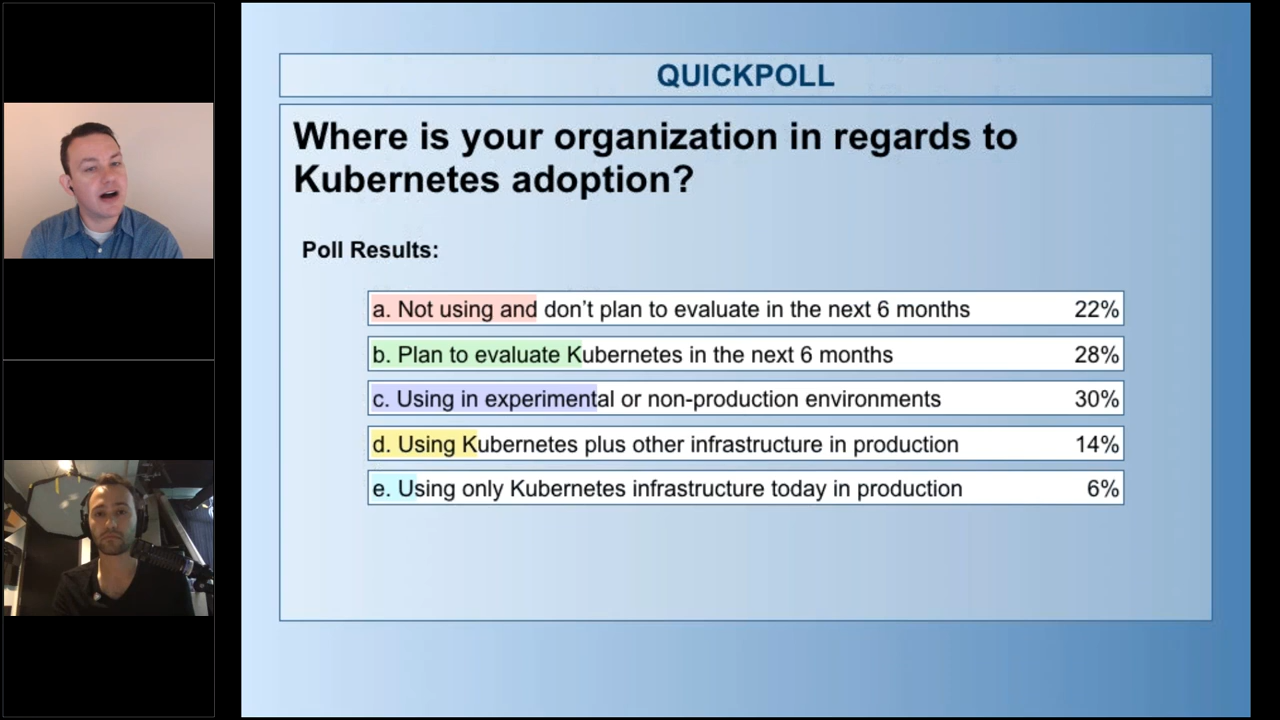 QUICKPOLL
Where is your organization in regards to
Kubernetes adoption?
Poll Results:
a. Not using and don’t plan to evaluate in the next 6 months 22%
b. Plan to evaluate Kubernetes in the next 6 months 28%
c. Using in experimental or non-production environments 30%
d. Using Kubernetes plus other infrastructure in production 14%
e. Using only Kubernetes infrastructure today in production 6%